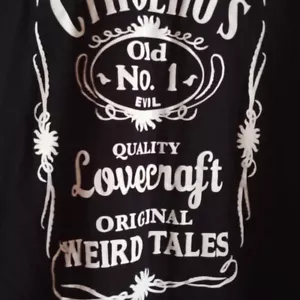 CTHULHU'S
Old
No. 1
EVIL
QUALITY
Lovecraft
ORIGINAL
WEIRD TALES